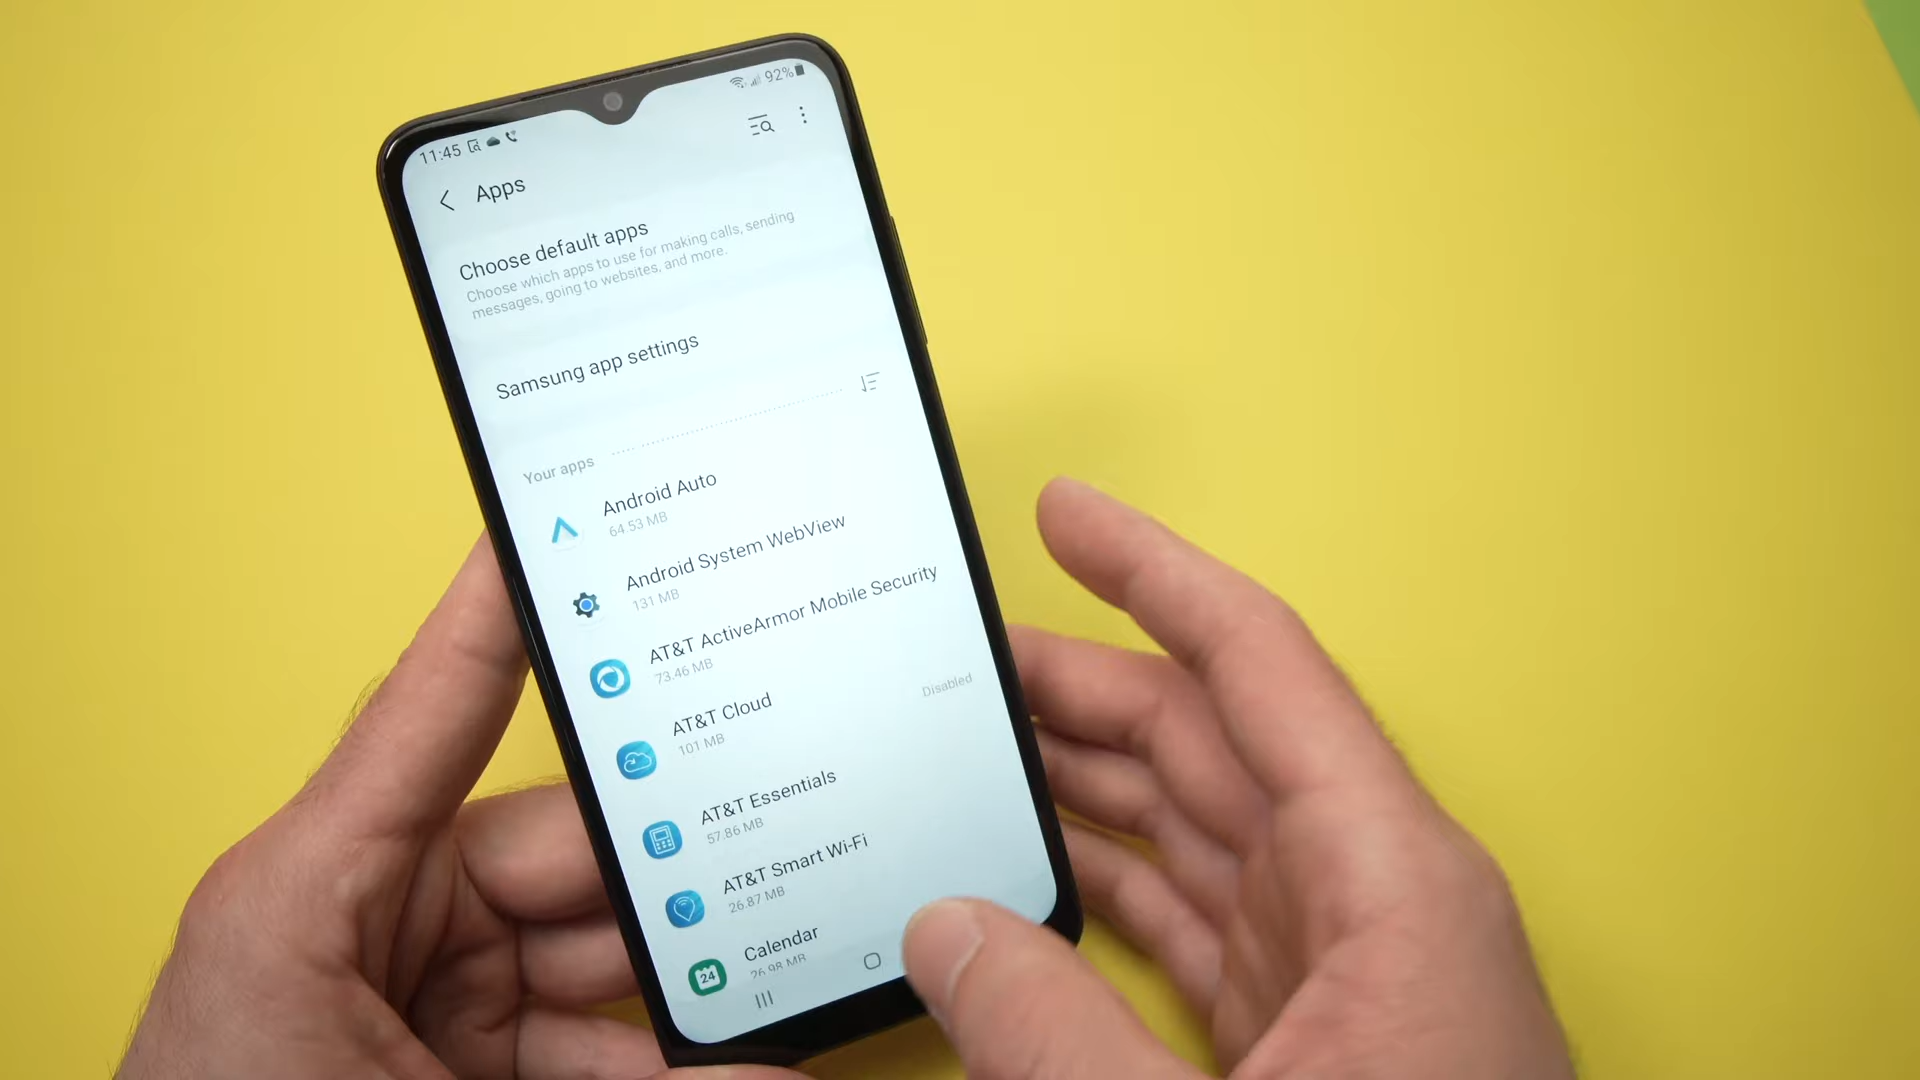 11:45
92%
Apps
Choose default apps
Choose which apps to use for making calls, sending
messages, going to websites, and more.
Samsung app settings
Your apps
Android Auto
64.53 MB
Android System WebView
131 MB
AT&T ActiveArmor Mobile Security
73.46 MB
AT&T Cloud
101 MB
Disabled
AT&T Essentials
57.86 MB
AT&T Smart Wi-Fi
26.87 MB
Calendar
24
26.98 MB